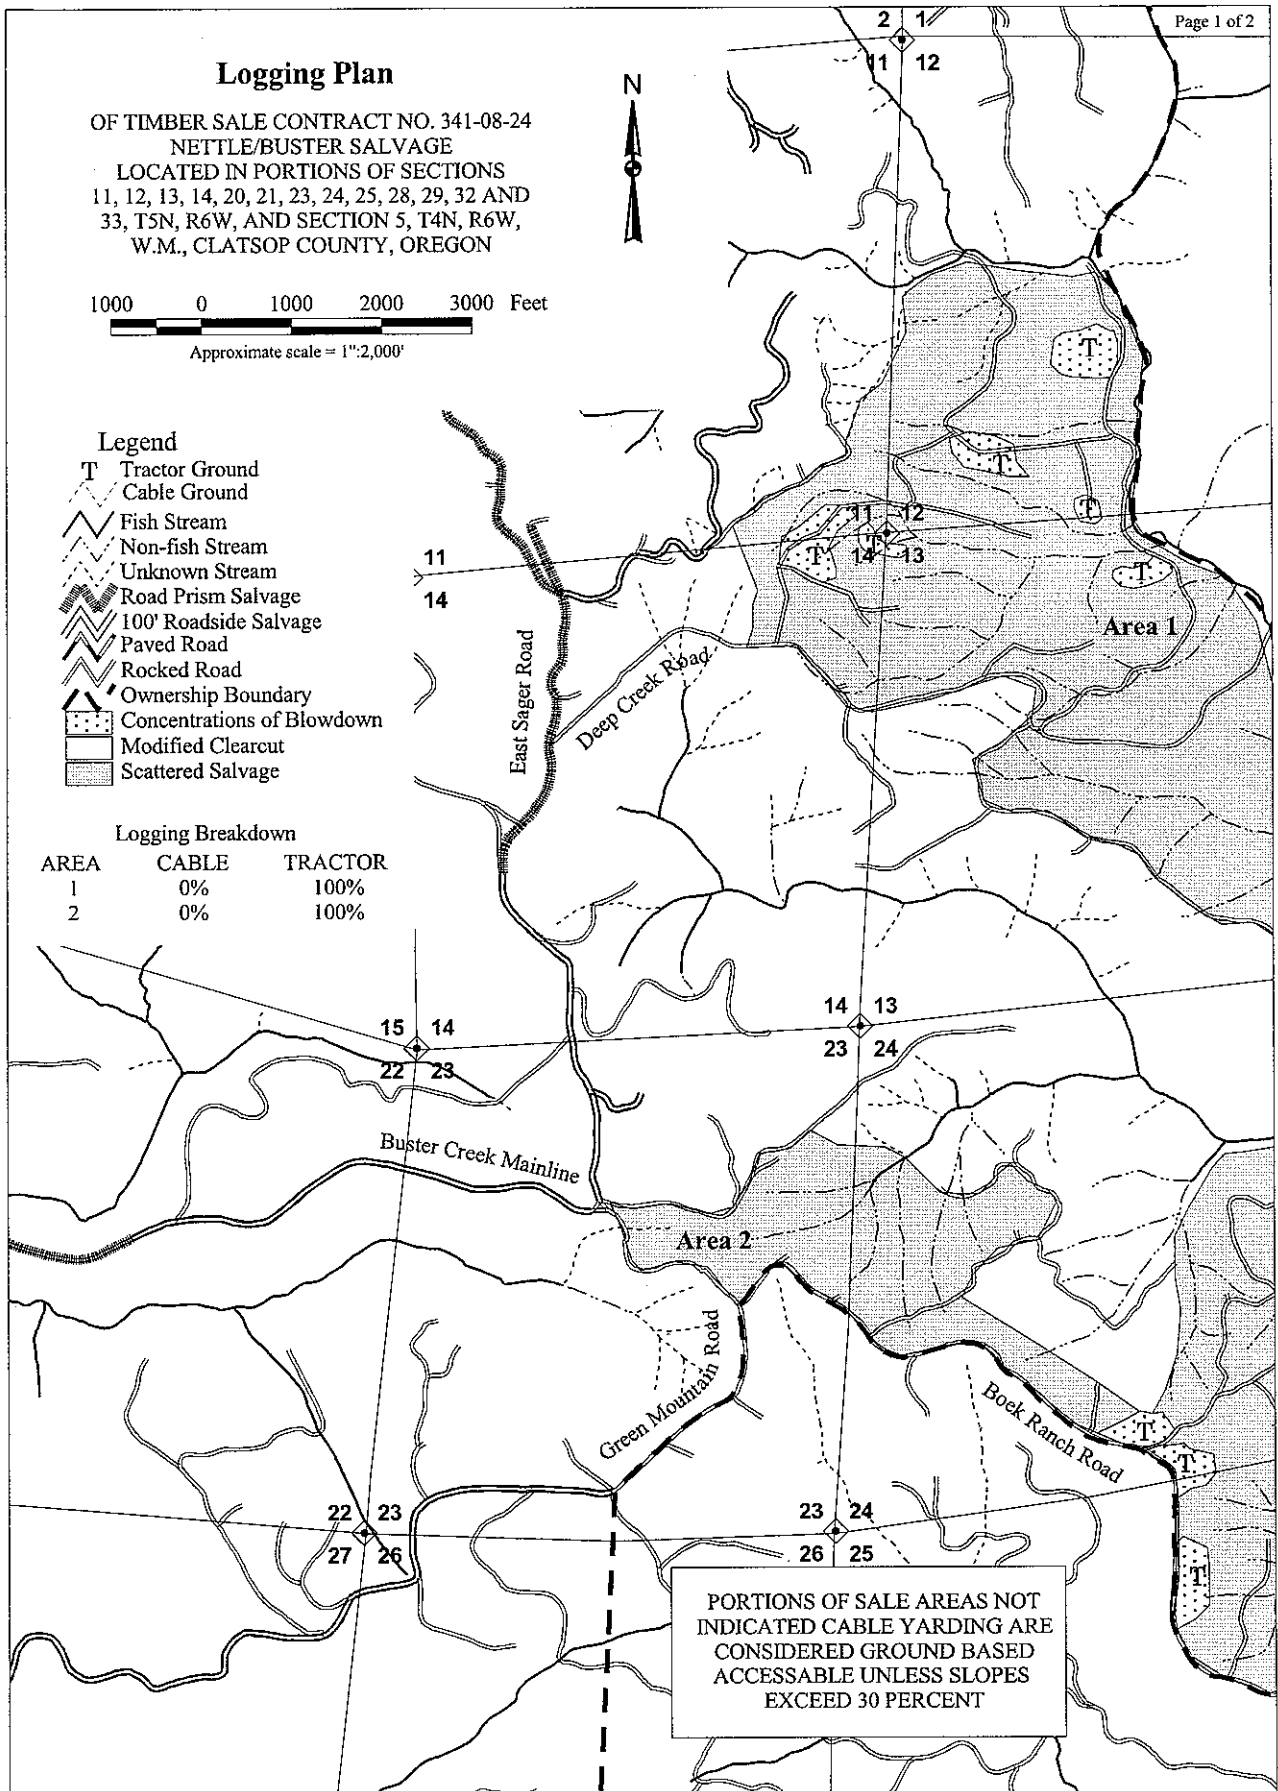 Page 1 of 2
Logging Plan
OF TIMBER SALE CONTRACT NO. 341-08-24
NETTLE/BUSTER SALVAGE
LOCATED IN PORTIONS OF SECTIONS
11, 12, 13, 14, 20, 21, 23, 24, 25, 28, 29, 32 AND
33, T5N, R6W, AND SECTION 5, T4N, R6W,
W.M., CLATSOP COUNTY, OREGON
N
1000 0 1000 2000 3000 Feet
Approximate scale = 1":2,000'
Legend
T Tractor Ground
Cable Ground
Fish Stream
Non-fish Stream
Unknown Stream
Road Prism Salvage
100' Roadside Salvage
Paved Road
Rocked Road
Ownership Boundary
Concentrations of Blowdown
Modified Clearcut
Scattered Salvage
Logging Breakdown
AREA CABLE TRACTOR
1 0% 100%
2 0% 100%
2 1
11 12
T
T
T
11 12
14 13
T
T
T
Area 1
11
14
East Sager Road
Deep Creek Road
15 14
22 23
14 13
23 24
Buster Creek Mainline
Area 2
Green Mountain Road
Boek Ranch Road
T
T
T
22 23
27 26
23 24
26 25
PORTIONS OF SALE AREAS NOT
INDICATED CABLE YARDING ARE
CONSIDERED GROUND BASED
ACCESSABLE UNLESS SLOPES
EXCEED 30 PERCENT